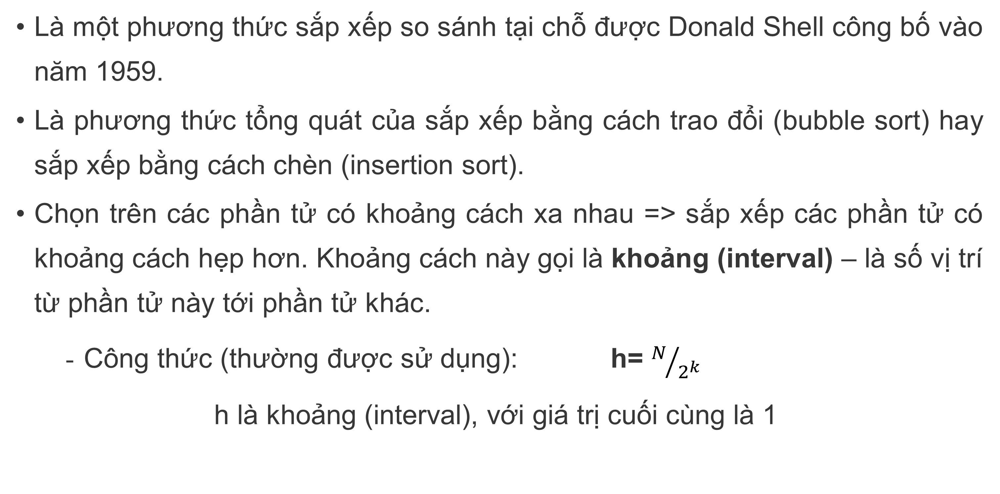 • Là một phương thức sắp xếp so sánh tại chỗ được Donald Shell công bố vào
năm 1959.
• Là phương thức tổng quát của sắp xếp bằng cách trao đổi (bubble sort) hay
sắp xếp bằng cách chèn (insertion sort).
• Chọn trên các phần tử có khoảng cách xa nhau => sắp xếp các phần tử có
khoảng cách hẹp hơn. Khoảng cách này gọi là khoảng (interval) – là số vị trí
từ phần tử này tới phần tử khác.
- Công thức (thường được sử dụng): h= N/2^k
h là khoảng (interval), với giá trị cuối cùng là 1